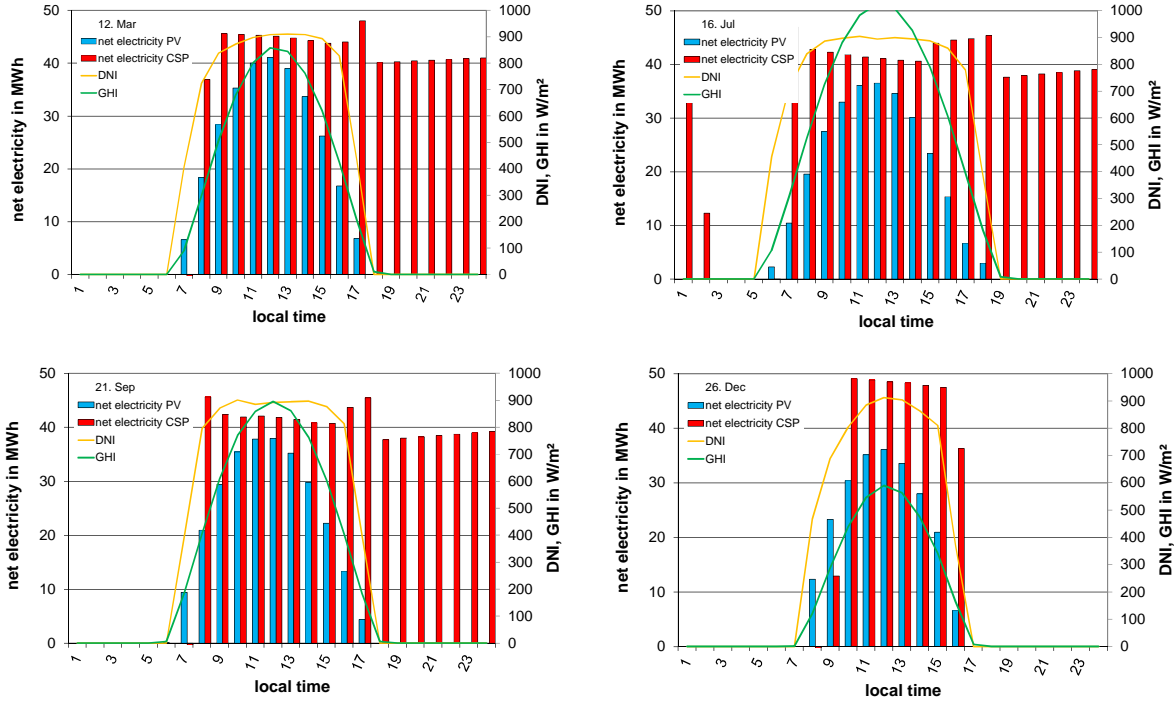 12. Mar
net electricity PV
net electricity CSP
DNI
GHI
net electricity in MWh
DNI, GHI in W/m²
50
40
30
20
10
0
1000
900
800
700
600
500
400
300
200
100
0
1 3 5 7 9 11 13 15 17 19 21 23
local time
16. Jul
net electricity PV
net electricity CSP
DNI
GHI
net electricity in MWh
DNI, GHI in W/m²
50
40
30
20
10
0
1000
900
800
700
600
500
400
300
200
100
0
1 3 5 7 9 11 13 15 17 19 21 23
local time
21. Sep
net electricity PV
net electricity CSP
DNI
GHI
net electricity in MWh
DNI, GHI in W/m²
50
40
30
20
10
0
1000
900
800
700
600
500
400
300
200
100
0
1 3 5 7 9 11 13 15 17 19 21 23
local time
26. Dec
net electricity PV
net electricity CSP
DNI
GHI
net electricity in MWh
DNI, GHI in W/m²
50
40
30
20
10
0
1000
900
800
700
600
500
400
300
200
100
0
1 3 5 7 9 11 13 15 17 19 21 23
local time